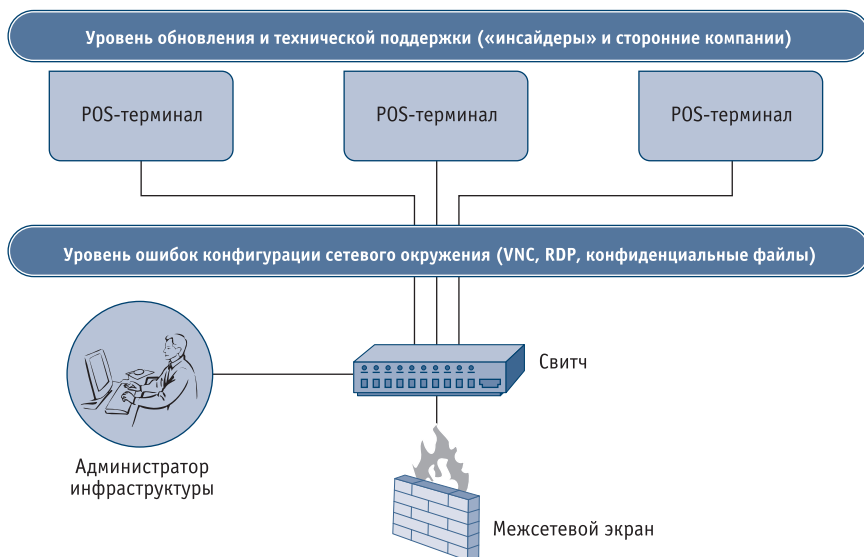 Уровень обновления и технической поддержки («инсайдеры» и сторонние компании)
POS-терминал
POS-терминал
POS-терминал
Уровень ошибок конфигурации сетевого окружения (VNC, RDP, конфиденциальные файлы)
Свитч
Администратор
инфраструктуры
Межсетевой экран